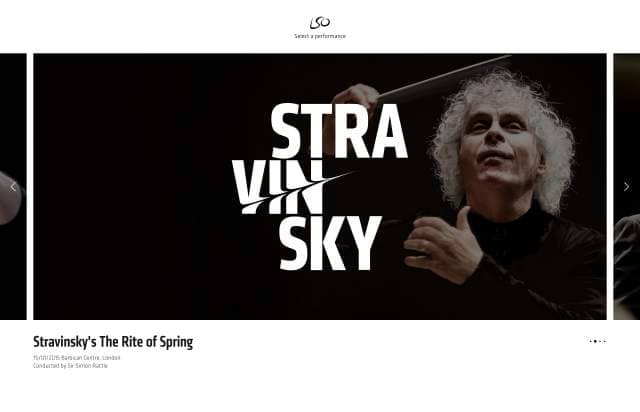 LSO
Select a performance
STRA
VIN
SKY
Stravinsky's The Rite of Spring
15/01/2015 Barbican Centre, London
Conducted by Sir Simon Rattle